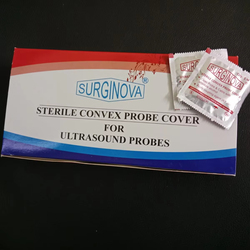 SURGINOVA
®
STERILE CONVEX PROBE COVER
FOR
ULTRASOUND PROBES